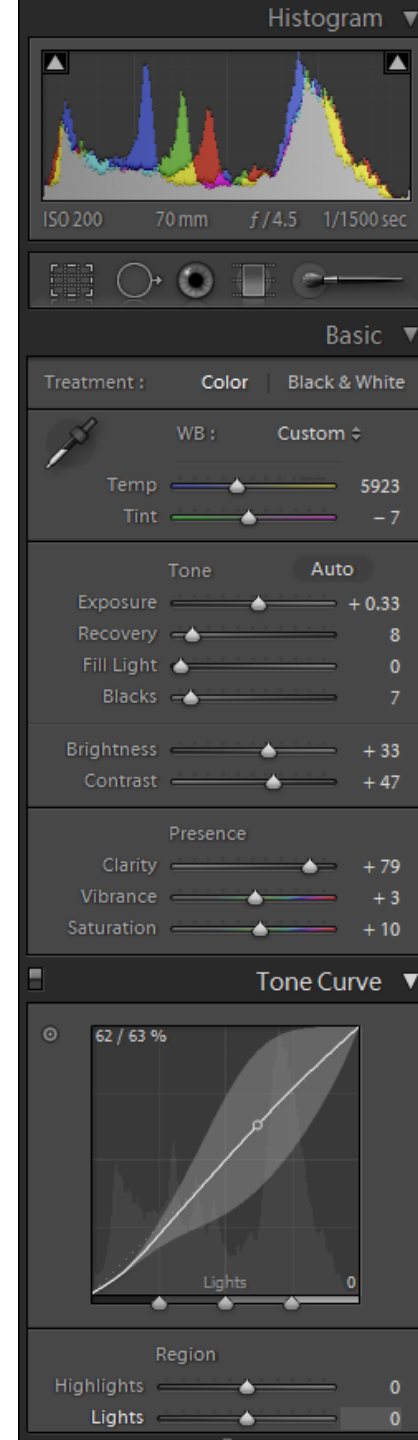 Histogram
ISO 200 70 mm ƒ / 4.5 1/1500 sec
Basic
Treatment : Color Black & White
WB : Custom
Temp 5923
Tint – 7
Tone Auto
Exposure + 0.33
Recovery 8
Fill Light 0
Blacks 7
Brightness + 33
Contrast + 47
Presence
Clarity + 79
Vibrance + 3
Saturation + 10
Tone Curve
62 / 63 %
Lights 0
Region
Highlights 0
Lights 0